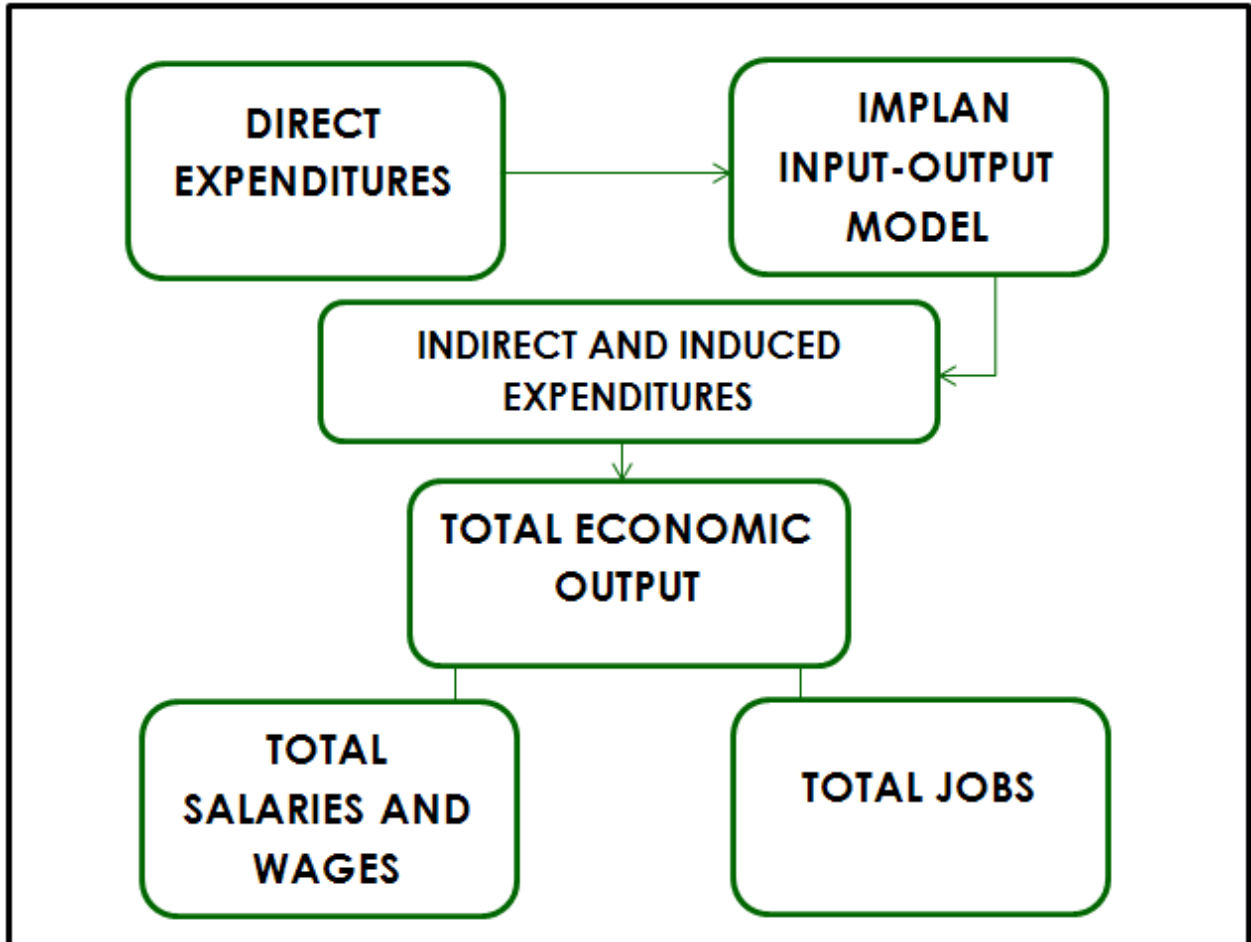 DIRECT
EXPENDITURES
IMPLAN
INPUT-OUTPUT
MODEL
INDIRECT AND INDUCED
EXPENDITURES
TOTAL ECONOMIC
OUTPUT
TOTAL
SALARIES AND
WAGES
TOTAL JOBS